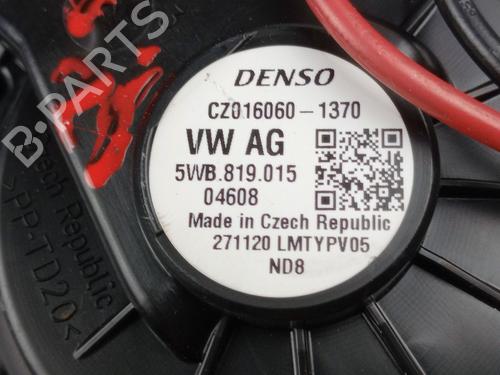 DENSO
CZ016060-1370
VW AG
5WB.819.015
04608
Made in Czech Republic
271120 LMTYPV05
ND8
B-PARTS
Czech Republic
>PP-TD20<